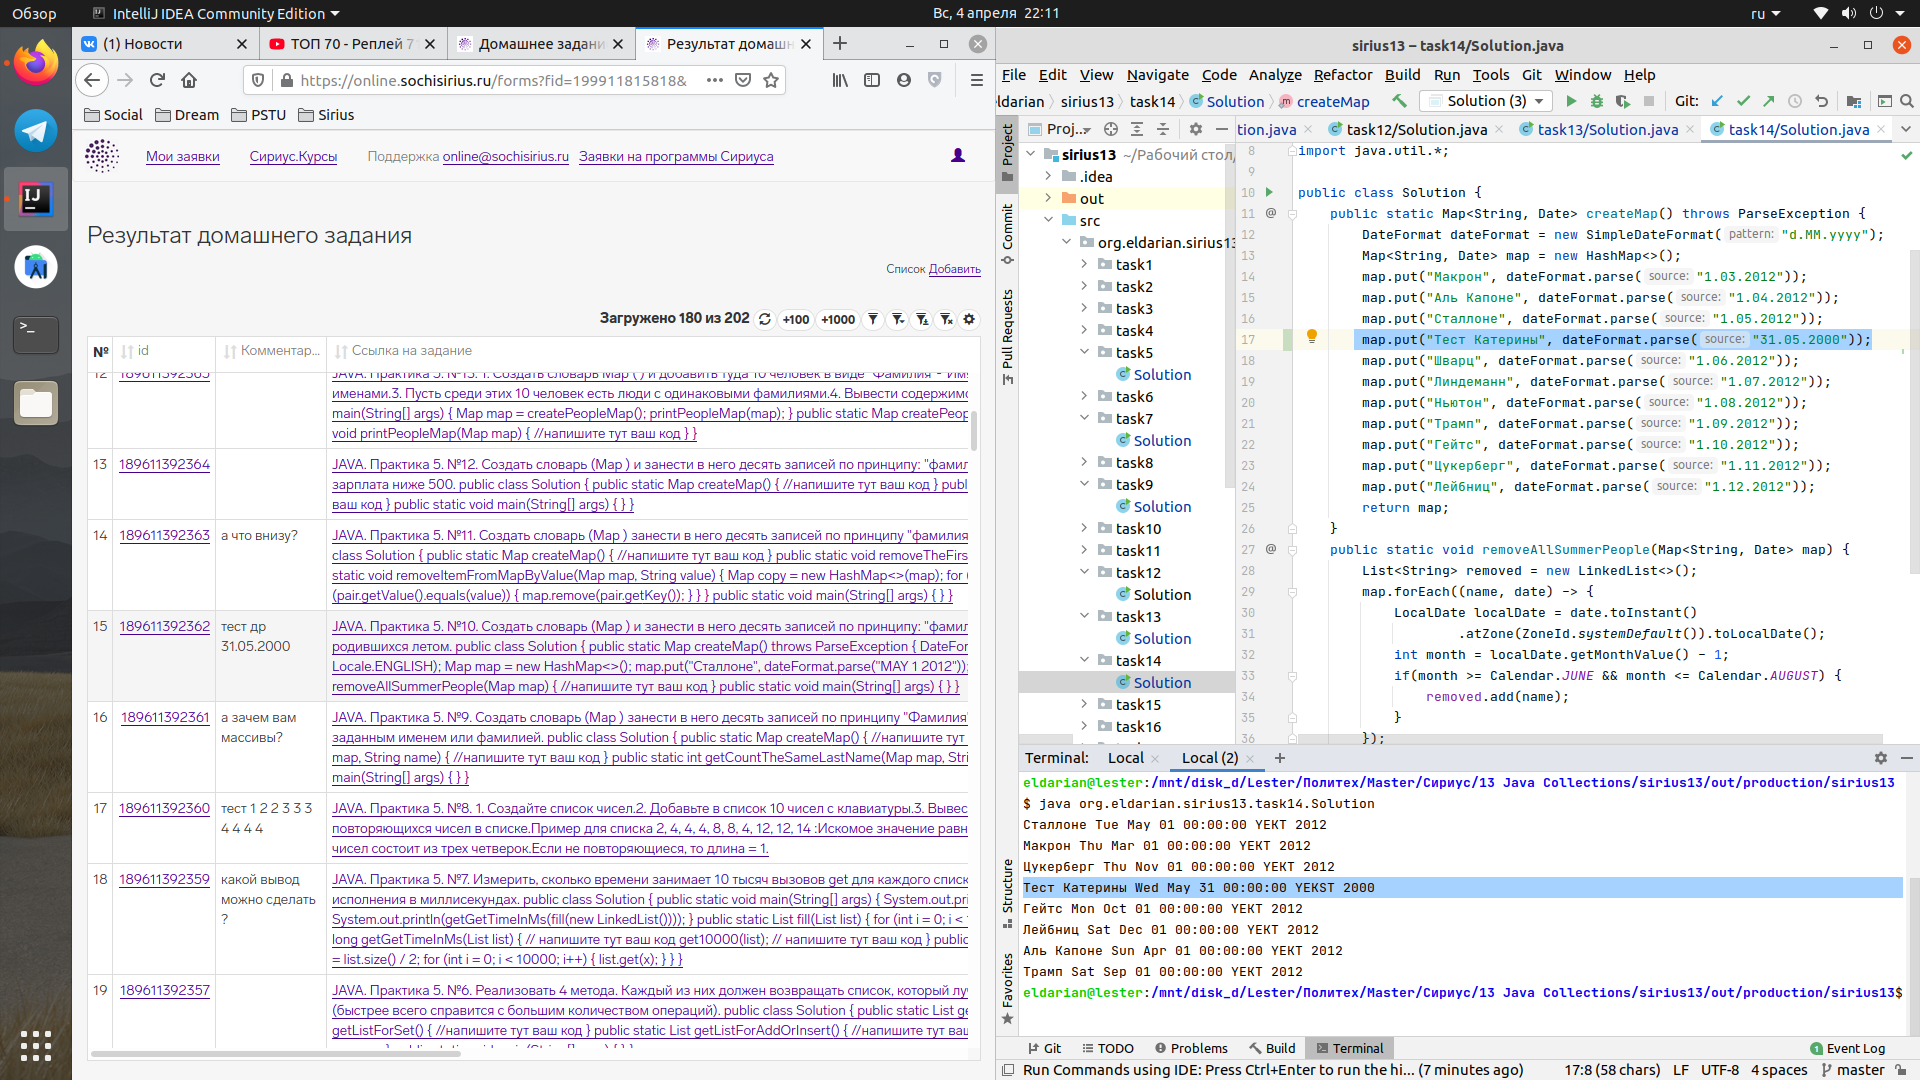 Обзор
IntelliJ IDEA Community Edition
Вс, 4 апреля 22:11
ru
(1) Новости
ТОП 70 - Реплей 7
Домашнее задани
Результат домашн
https://online.sochisirius.ru/forms?fid=199911815818&
Social
Dream
PSTU
Sirius
Мои заявки
Сириус.Курсы
Поддержка online@sochisirius.ru
Заявки на программы Сириуса
Результат домашнего задания
Список Добавить
Загружено 180 из 202
+100
+1000
№
id
Комментар...
Ссылка на задание
12 189611392365
JAVA. Практика 5. №13. 1. Создать словарь Map ( ) и добавить туда 10 человек в виде "Фамилия" - "Им
именами.3. Пусть среди этих 10 человек есть люди с одинаковыми фамилиями.4. Вывести содержимо
main(String[] args) { Map map = createPeopleMap(); printPeopleMap(map); } public static Map createPeop
void printPeopleMap(Map map) { //напишите тут ваш код } }
13 189611392364
JAVA. Практика 5. №12. Создать словарь (Map ) и занести в него десять записей по принципу: "фамил
зарплата ниже 500. public class Solution { public static Map createMap() { //напишите тут ваш код } publ
ваш код } public static void main(String[] args) { } }
14 189611392363 а что внизу?
JAVA. Практика 5. №11. Создать словарь (Map ) занести в него десять записей по принципу "фамилия
class Solution { public static Map createMap() { //напишите тут ваш код } public static void removeTheFirs
static void removeItemFromMapByValue(Map map, String value) { Map copy = new HashMap<>(map); for (
(pair.getValue().equals(value)) { map.remove(pair.getKey()); } } } public static void main(String[] args) { } }
15 189611392362 тест др
31.05.2000
JAVA. Практика 5. №10. Создать словарь (Map ) и занести в него десять записей по принципу: "фамил
родившихся летом. public class Solution { public static Map createMap() throws ParseException { DateFor
Locale.ENGLISH); Map map = new HashMap<>(); map.put("Сталлоне", dateFormat.parse("MAY 1 2012"));
removeAllSummerPeople(Map map) { //напишите тут ваш код } public static void main(String[] args) { } }
16 189611392361 а зачем вам
массивы?
JAVA. Практика 5. №9. Создать словарь (Map ) занести в него десять записей по принципу "Фамилия"
заданным именем или фамилией. public class Solution { public static Map createMap() { //напишите тут
map, String name) { //напишите тут ваш код } public static int getCountTheSameLastName(Map map, Stri
main(String[] args) { } }
17 189611392360 тест 1 2 2 3 3 3
4 4 4 4
JAVA. Практика 5. №8. 1. Создайте список чисел.2. Добавьте в список 10 чисел с клавиатуры.3. Вывес
повторяющихся чисел в списке.Пример для списка 2, 4, 4, 4, 8, 8, 4, 12, 12, 14 :Искомое значение равн
чисел состоит из трех четверок.Если не повторяющиеся, то длина = 1.
18 189611392359 какой вывод
можно сделать
?
JAVA. Практика 5. №7. Измерить, сколько времени занимает 10 тысяч вызовов get для каждого списк
исполнения в миллисекундах. public class Solution { public static void main(String[] args) { System.out.pri
System.out.println(getGetTimeInMs(fill(new LinkedList()))); } public static List fill(List list) { for (int i = 0; i <
long getGetTimeInMs(List list) { // напишите тут ваш код get10000(list); // напишите тут ваш код } public
= list.size() / 2; for (int i = 0; i < 10000; i++) { list.get(x); } } }
19 189611392357
JAVA. Практика 5. №6. Реализовать 4 метода. Каждый из них должен возвращать список, который лу
(быстрее всего справится с большим количеством операций). public class Solution { public static List ge
getListForSet() { //напишите тут ваш код } public static List getListForAddOrInsert() { //напишите тут ваш
sirius13 – task14/Solution.java
File Edit View Navigate Code Analyze Refactor Build Run Tools Git Window Help
eldarian
sirius13
task14
Solution
createMap
Solution (3)
Git:
Project
Commit
Pull Requests
Structure
Favorites
Proj...
tion.java
task12/Solution.java
task13/Solution.java
task14/Solution.java
sirius13 ~/Рабочий стол/
.idea
out
src
org.eldarian.sirius13
task1
task2
task3
task4
task5
Solution
task6
task7
Solution
task8
task9
Solution
task10
task11
task12
Solution
task13
Solution
task14
Solution
task15
task16
8 import java.util.*;
9
10 public class Solution {
11 @ public static Map<String, Date> createMap() throws ParseException {
12 DateFormat dateFormat = new SimpleDateFormat( pattern: "d.MM.yyyy");
13 Map<String, Date> map = new HashMap<>();
14 map.put("Макрон", dateFormat.parse( source: "1.03.2012"));
15 map.put("Аль Капоне", dateFormat.parse( source: "1.04.2012"));
16 map.put("Сталлоне", dateFormat.parse( source: "1.05.2012"));
17 map.put("Тест Катерины", dateFormat.parse( source: "31.05.2000"));
18 map.put("Шварц", dateFormat.parse( source: "1.06.2012"));
19 map.put("Линдеманн", dateFormat.parse( source: "1.07.2012"));
20 map.put("Ньютон", dateFormat.parse( source: "1.08.2012"));
21 map.put("Трамп", dateFormat.parse( source: "1.09.2012"));
22 map.put("Гейтс", dateFormat.parse( source: "1.10.2012"));
23 map.put("Цукерберг", dateFormat.parse( source: "1.11.2012"));
24 map.put("Лейбниц", dateFormat.parse( source: "1.12.2012"));
25 return map;
26 }
27 @ public static void removeAllSummerPeople(Map<String, Date> map) {
28 List<String> removed = new LinkedList<>();
29 map.forEach((name, date) -> {
30 LocalDate localDate = date.toInstant()
31 .atZone(ZoneId.systemDefault()).toLocalDate();
32 int month = localDate.getMonthValue() - 1;
33 if(month >= Calendar.JUNE && month <= Calendar.AUGUST) {
34 removed.add(name);
35 }
36 });
Terminal: Local Local (2)
eldarian@lester:/mnt/disk_d/Lester/Политех/Master/Сириус/13 Java Collections/sirius13/out/production/sirius13
$ java org.eldarian.sirius13.task14.Solution
Сталлоне Tue May 01 00:00:00 YEKT 2012
Макрон Thu Mar 01 00:00:00 YEKT 2012
Цукерберг Thu Nov 01 00:00:00 YEKT 2012
Тест Катерины Wed May 31 00:00:00 YEKST 2000
Гейтс Mon Oct 01 00:00:00 YEKT 2012
Лейбниц Sat Dec 01 00:00:00 YEKT 2012
Аль Капоне Sun Apr 01 00:00:00 YEKT 2012
Трамп Sat Sep 01 00:00:00 YEKT 2012
eldarian@lester:/mnt/disk_d/Lester/Политех/Master/Сириус/13 Java Collections/sirius13/out/production/sirius13$
Git TODO Problems Build Terminal 1 Event Log
Run Commands using IDE: Press Ctrl+Enter to run the hi... (7 minutes ago) 17:8 (58 chars) LF UTF-8 4 spaces master